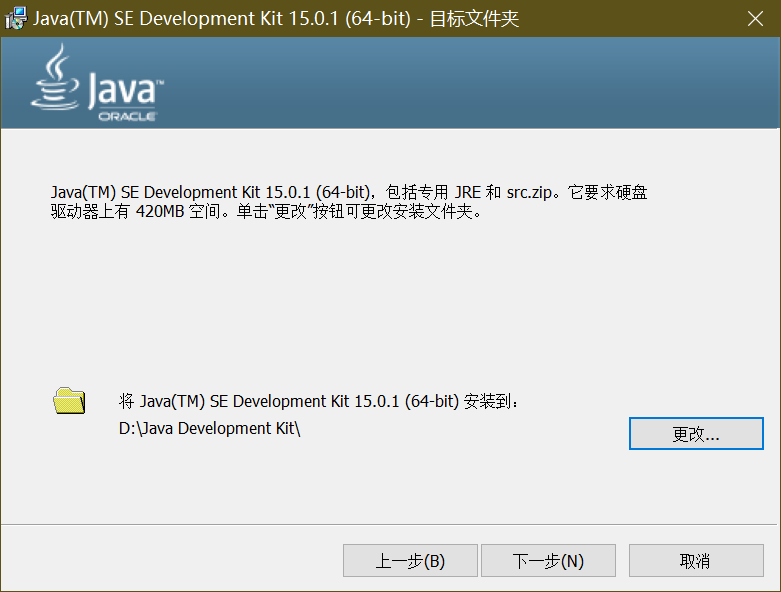 Java(TM) SE Development Kit 15.0.1 (64-bit) - 目标文件夹
Java™
ORACLE
Java(TM) SE Development Kit 15.0.1 (64-bit)，包括专用 JRE 和 src.zip。它要求硬盘
驱动器上有 420MB 空间。单击“更改”按钮可更改安装文件夹。
将 Java(TM) SE Development Kit 15.0.1 (64-bit) 安装到：
D:\Java Development Kit\
更改...
上一步(B)
下一步(N)
取消